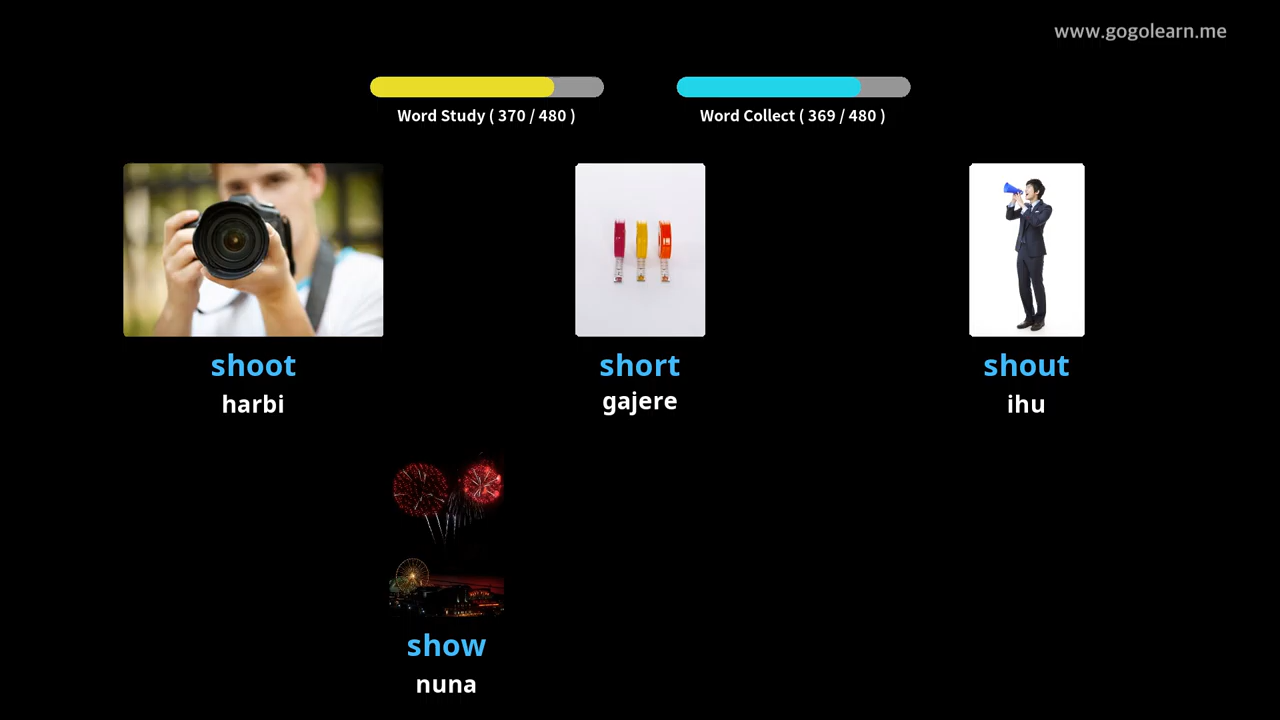 www.gogolearn.me
Word Study ( 370 / 480 )
Word Collect ( 369 / 480 )
shoot
harbi
short
gajere
shout
ihu
show
nuna